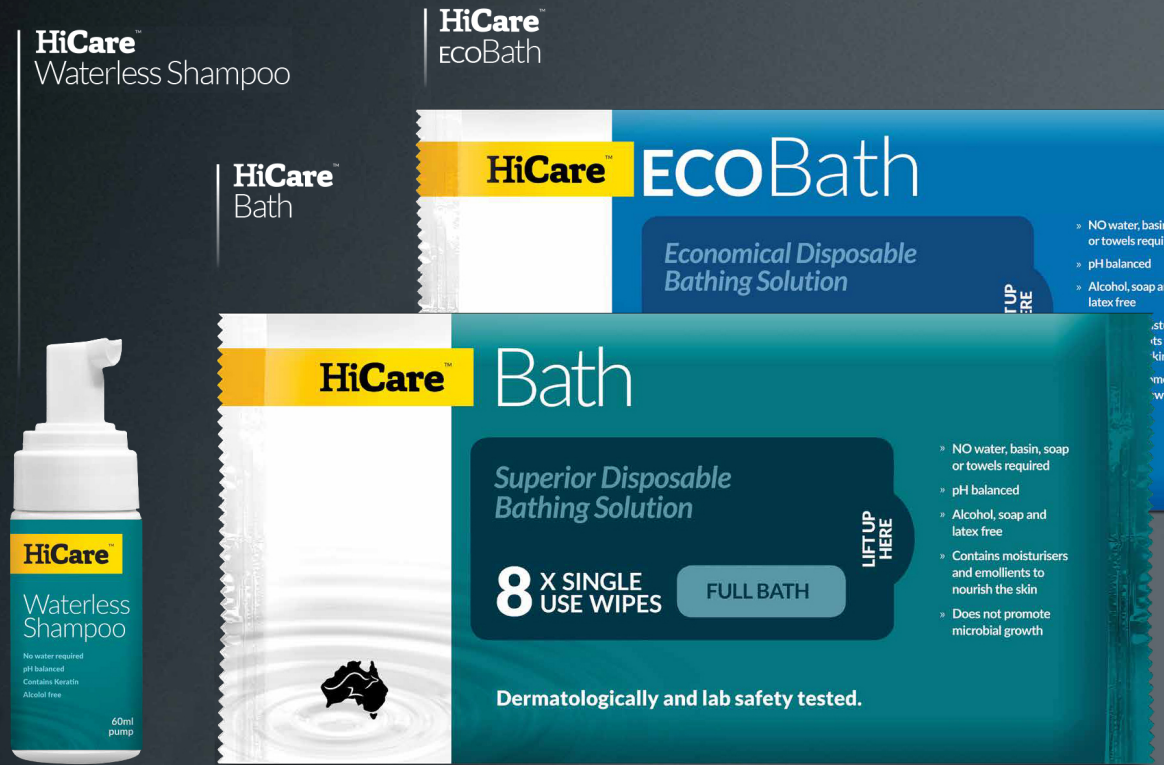 HiCare™
Waterless Shampoo
HiCare™
ECOBath
HiCare™
Bath
HiCare™
ECOBath
Economical Disposable
Bathing Solution
» NO water,
or towels
» pH balanced
» Alcohol, soap
latex free
HiCare™
Bath
Superior Disposable
Bathing Solution
8 X SINGLE
USE WIPES
FULL BATH
LIFT UP
HERE
» NO water, basin, soap
or towels required
» pH balanced
» Alcohol, soap and
latex free
» Contains moisturisers
and emollients to
nourish the skin
» Does not promote
microbial growth
Dermatologically and lab safety tested.
HiCare™
Waterless
Shampoo
No water required
pH balanced
Contains Keratin
Alcolol free
60ml
pump